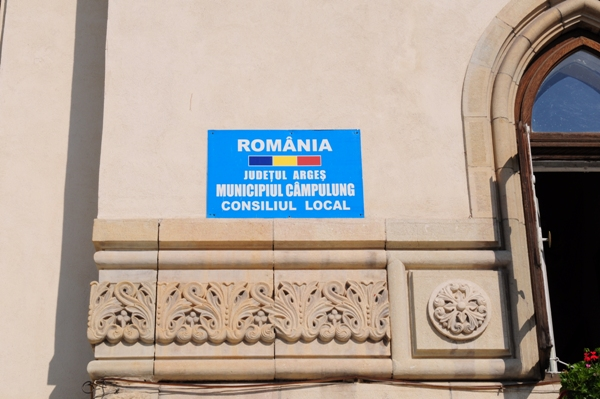 ROMÂNIA
JUDEŢUL ARGEŞ
MUNICIPIUL CÂMPULUNG
CONSILIUL LOCAL